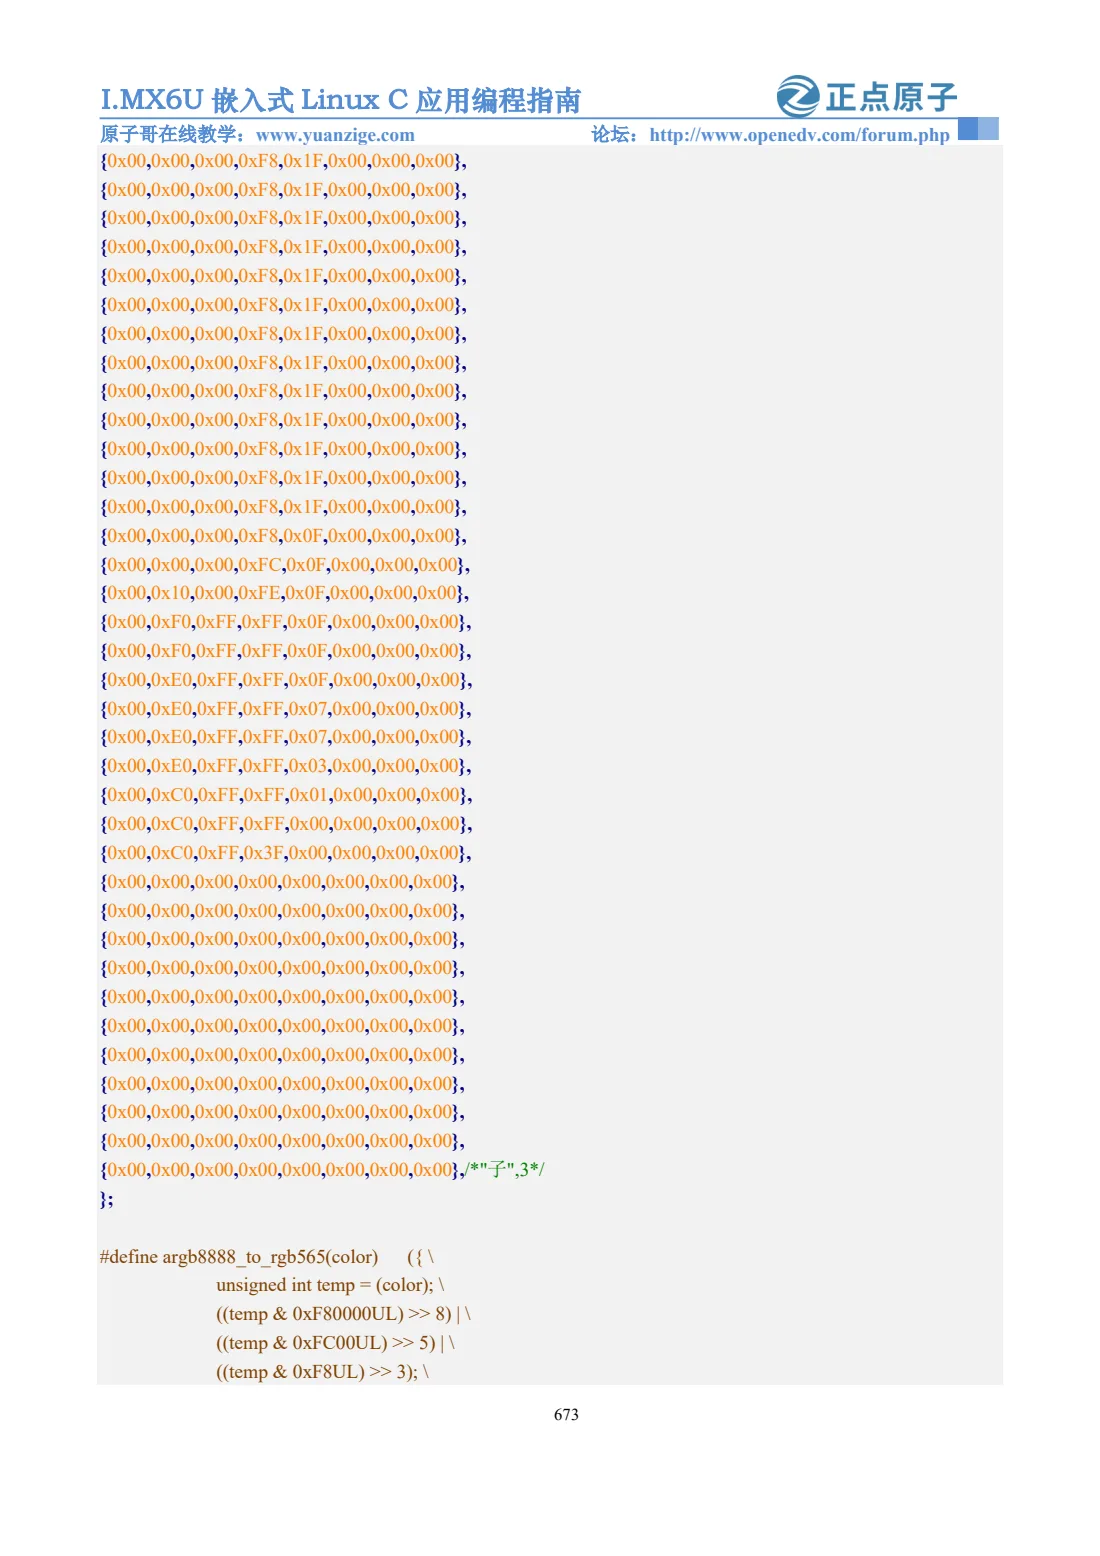 I.MX6U 嵌入式 Linux C 应用编程指南
正点原子
原子哥在线教学：www.yuanzige.com 论坛：http://www.openedv.com/forum.php
{0x00,0x00,0x00,0xF8,0x1F,0x00,0x00,0x00},
{0x00,0x00,0x00,0xF8,0x1F,0x00,0x00,0x00},
{0x00,0x00,0x00,0xF8,0x1F,0x00,0x00,0x00},
{0x00,0x00,0x00,0xF8,0x1F,0x00,0x00,0x00},
{0x00,0x00,0x00,0xF8,0x1F,0x00,0x00,0x00},
{0x00,0x00,0x00,0xF8,0x1F,0x00,0x00,0x00},
{0x00,0x00,0x00,0xF8,0x1F,0x00,0x00,0x00},
{0x00,0x00,0x00,0xF8,0x1F,0x00,0x00,0x00},
{0x00,0x00,0x00,0xF8,0x1F,0x00,0x00,0x00},
{0x00,0x00,0x00,0xF8,0x1F,0x00,0x00,0x00},
{0x00,0x00,0x00,0xF8,0x1F,0x00,0x00,0x00},
{0x00,0x00,0x00,0xF8,0x1F,0x00,0x00,0x00},
{0x00,0x00,0x00,0xF8,0x1F,0x00,0x00,0x00},
{0x00,0x00,0x00,0xF8,0x0F,0x00,0x00,0x00},
{0x00,0x00,0x00,0xFC,0x0F,0x00,0x00,0x00},
{0x00,0x10,0x00,0xFE,0x0F,0x00,0x00,0x00},
{0x00,0xF0,0xFF,0xFF,0x0F,0x00,0x00,0x00},
{0x00,0xF0,0xFF,0xFF,0x0F,0x00,0x00,0x00},
{0x00,0xE0,0xFF,0xFF,0x0F,0x00,0x00,0x00},
{0x00,0xE0,0xFF,0xFF,0x07,0x00,0x00,0x00},
{0x00,0xE0,0xFF,0xFF,0x07,0x00,0x00,0x00},
{0x00,0xE0,0xFF,0xFF,0x03,0x00,0x00,0x00},
{0x00,0xC0,0xFF,0xFF,0x01,0x00,0x00,0x00},
{0x00,0xC0,0xFF,0xFF,0x00,0x00,0x00,0x00},
{0x00,0xC0,0xFF,0x3F,0x00,0x00,0x00,0x00},
{0x00,0x00,0x00,0x00,0x00,0x00,0x00,0x00},
{0x00,0x00,0x00,0x00,0x00,0x00,0x00,0x00},
{0x00,0x00,0x00,0x00,0x00,0x00,0x00,0x00},
{0x00,0x00,0x00,0x00,0x00,0x00,0x00,0x00},
{0x00,0x00,0x00,0x00,0x00,0x00,0x00,0x00},
{0x00,0x00,0x00,0x00,0x00,0x00,0x00,0x00},
{0x00,0x00,0x00,0x00,0x00,0x00,0x00,0x00},
{0x00,0x00,0x00,0x00,0x00,0x00,0x00,0x00},
{0x00,0x00,0x00,0x00,0x00,0x00,0x00,0x00},
{0x00,0x00,0x00,0x00,0x00,0x00,0x00,0x00},
{0x00,0x00,0x00,0x00,0x00,0x00,0x00,0x00},/*"子",3*/
};
#define argb8888_to_rgb565(color) ({ \
unsigned int temp = (color); \
((temp & 0xF80000UL) >> 8) | \
((temp & 0xFC00UL) >> 5) | \
((temp & 0xF8UL) >> 3); \
673